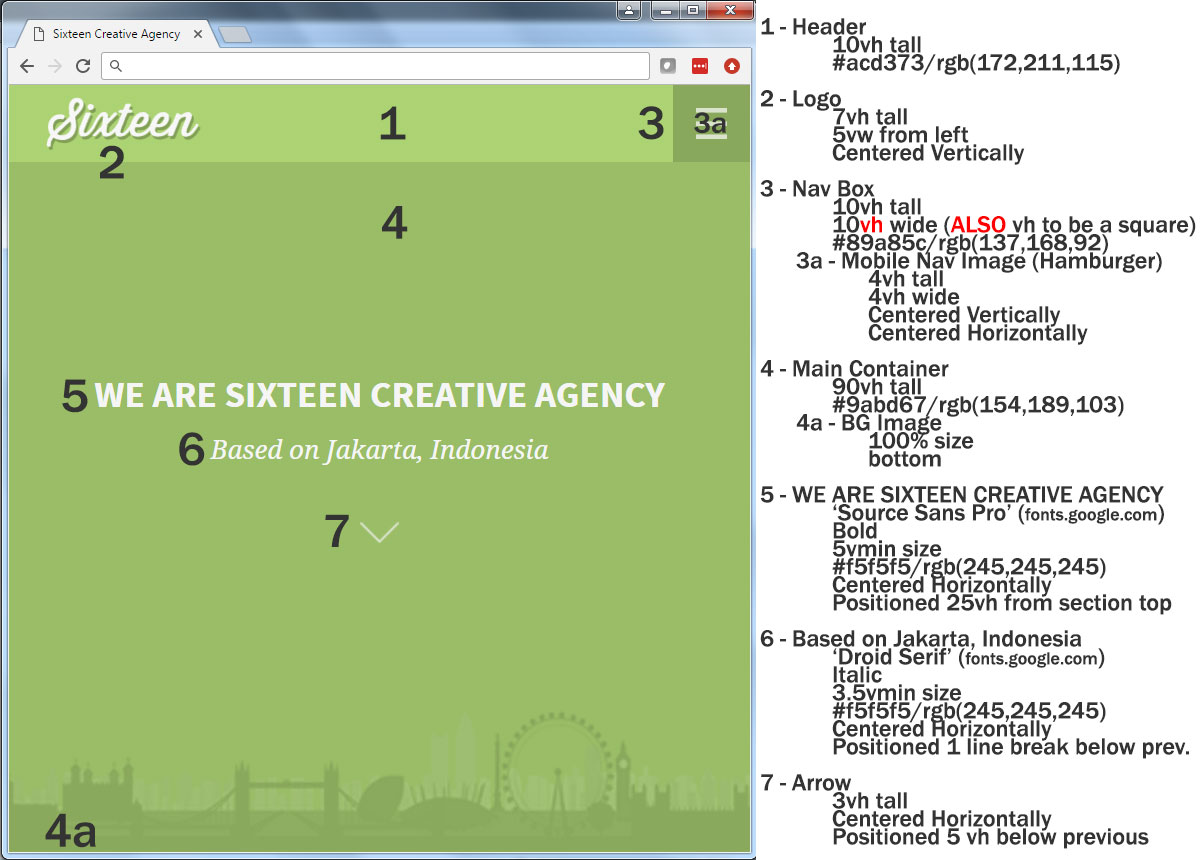 Sixteen Creative Agency
Sixteen
1
2
3
3a
4
5 WE ARE SIXTEEN CREATIVE AGENCY
6 Based on Jakarta, Indonesia
7
4a
1 - Header
10vh tall
#acd373/rgb(172,211,115)
2 - Logo
7vh tall
5vw from left
Centered Vertically
3 - Nav Box
10vh tall
10vh wide (ALSO vh to be a square)
#89a85c/rgb(137,168,92)
3a - Mobile Nav Image (Hamburger)
4vh tall
4vh wide
Centered Vertically
Centered Horizontally
4 - Main Container
90vh tall
#9abd67/rgb(154,189,103)
4a - BG Image
100% size
bottom
5 - WE ARE SIXTEEN CREATIVE AGENCY
‘Source Sans Pro’ (fonts.google.com)
Bold
5vmin size
#f5f5f5/rgb(245,245,245)
Centered Horizontally
Positioned 25vh from section top
6 - Based on Jakarta, Indonesia
‘Droid Serif’ (fonts.google.com)
Italic
3.5vmin size
#f5f5f5/rgb(245,245,245)
Centered Horizontally
Positioned 1 line break below prev.
7 - Arrow
3vh tall
Centered Horizontally
Positioned 5 vh below previous